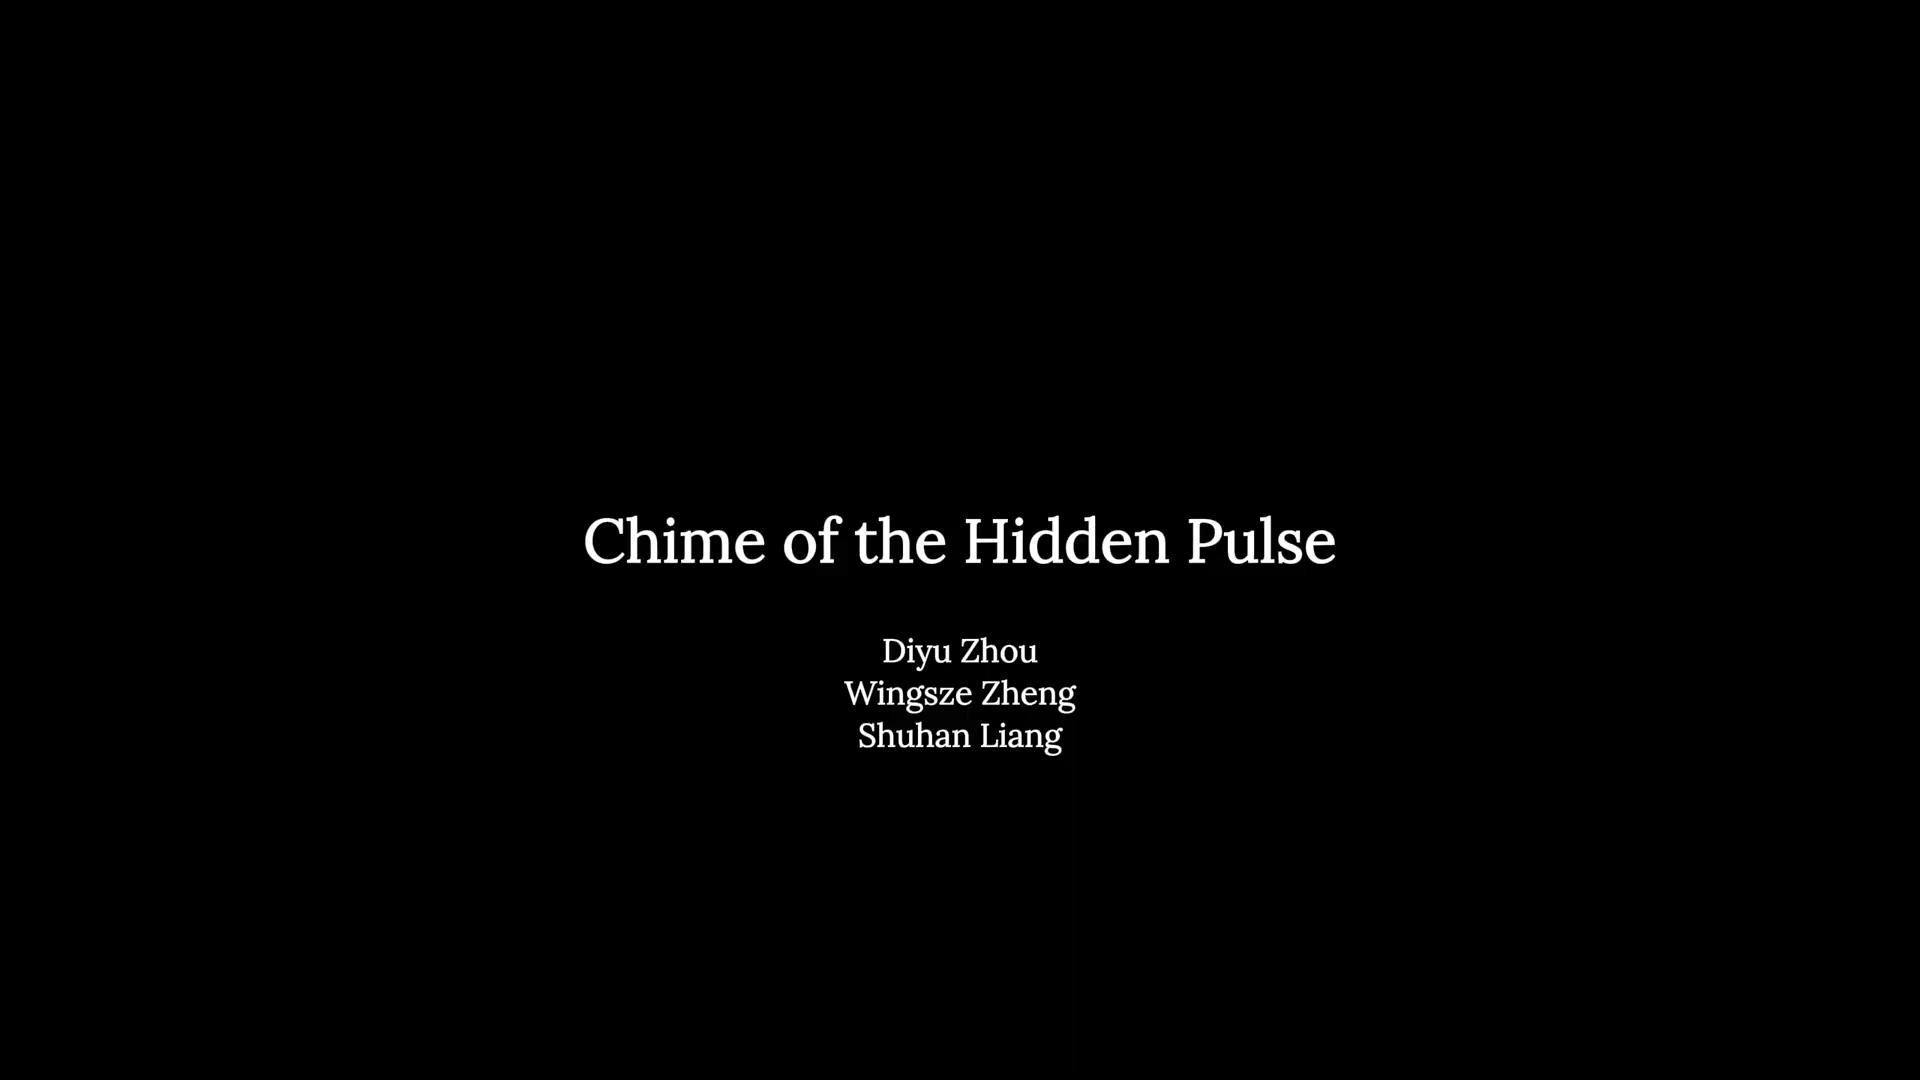 Chime of the Hidden Pulse
Diyu Zhou
Wingsze Zheng
Shuhan Liang